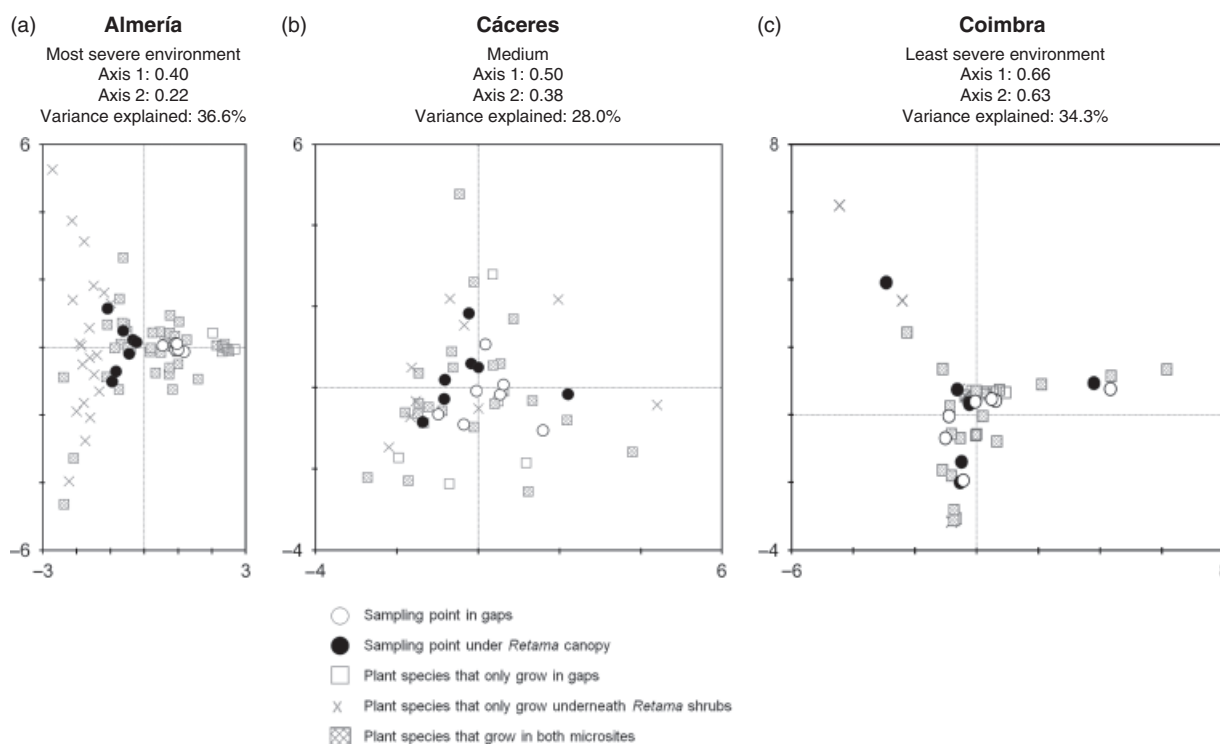 (a) Almería
Most severe environment
Axis 1: 0.40
Axis 2: 0.22
Variance explained: 36.6%
6
–6
–3
3
(b) Cáceres
Medium
Axis 1: 0.50
Axis 2: 0.38
Variance explained: 28.0%
6
–4
–4
6
(c) Coimbra
Least severe environment
Axis 1: 0.66
Axis 2: 0.63
Variance explained: 34.3%
8
–4
–6
Sampling point in gaps
Sampling point under Retama canopy
Plant species that only grow in gaps
Plant species that only grow underneath Retama shrubs
Plant species that grow in both microsites